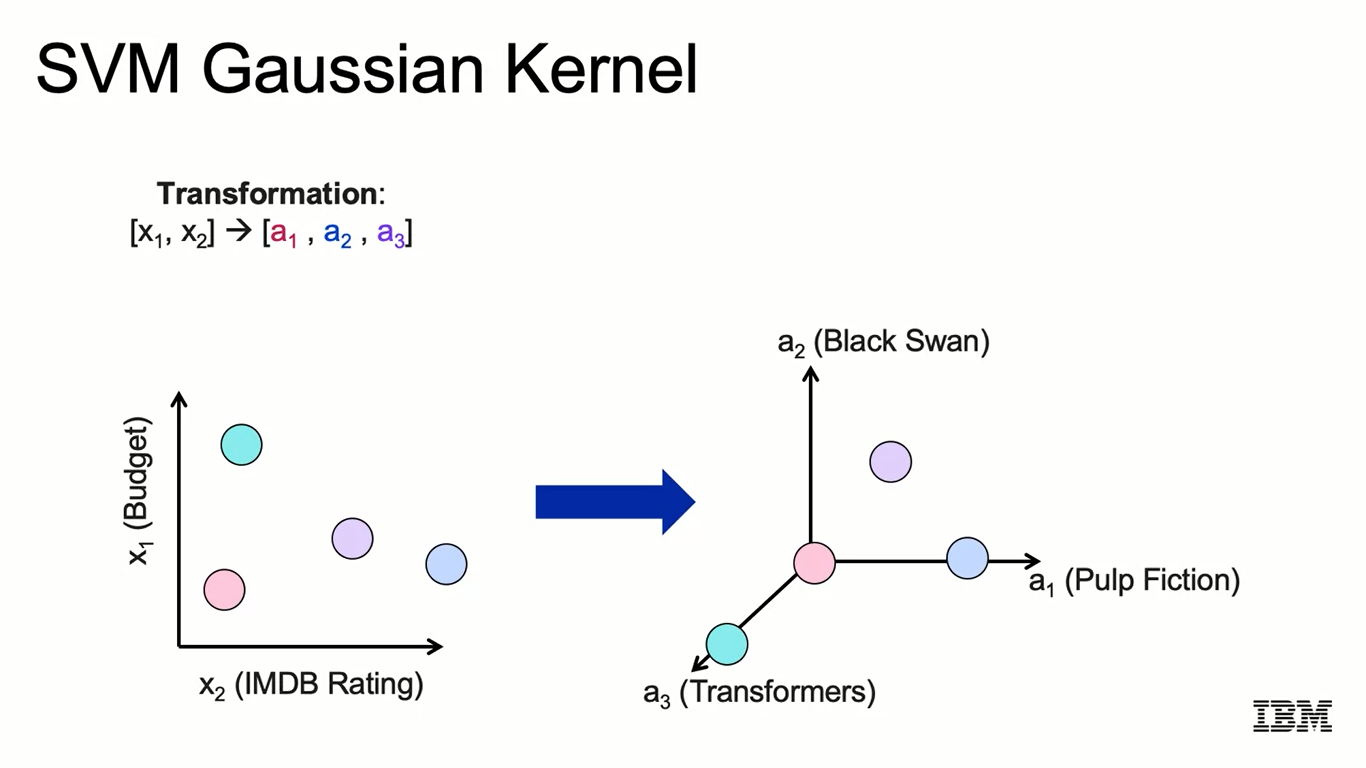 SVM Gaussian Kernel
Transformation:
[x₁, x₂] → [a₁ , a₂ , a₃]
a₂ (Black Swan)
x₁ (Budget)
a₁ (Pulp Fiction)
x₂ (IMDB Rating)
a₃ (Transformers)
IBM